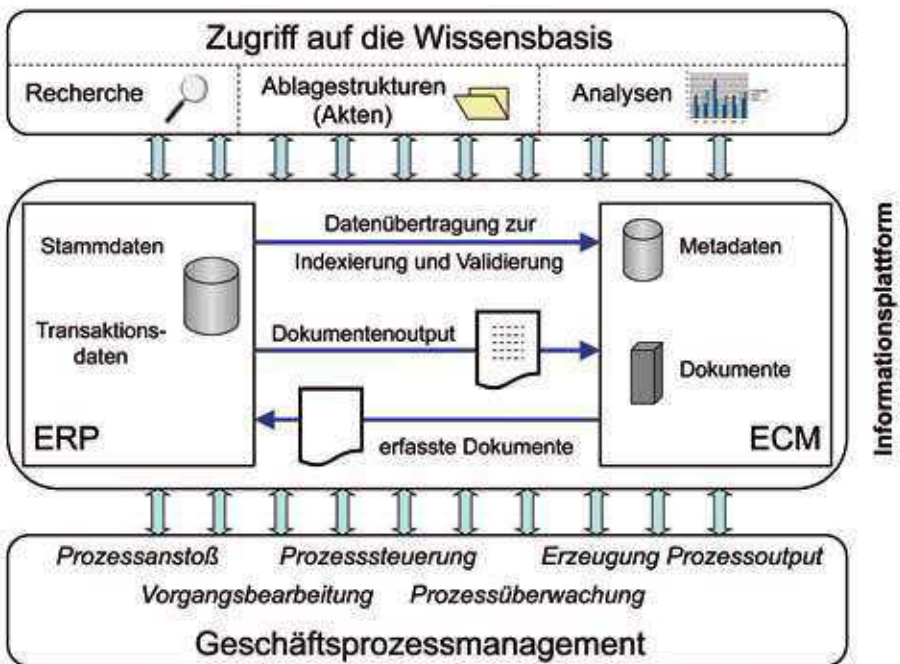 Zugriff auf die Wissensbasis
Recherche
Ablagestrukturen
(Akten)
Analysen
Stammdaten
Transaktions-
daten
ERP
Datenübertragung zur
Indexierung und Validierung
Dokumentenoutput
erfasste Dokumente
Metadaten
Dokumente
ECM
Informationsplattform
Prozessanstoß
Prozesssteuerung
Erzeugung Prozessoutput
Vorgangsbearbeitung
Prozessüberwachung
Geschäftsprozessmanagement